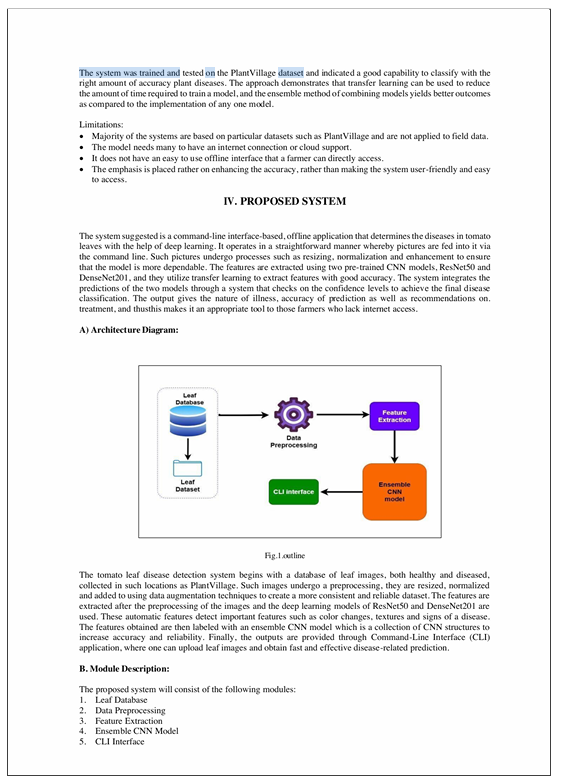 The system was trained and tested on the PlantVillage dataset and indicated a good capability to classify with the
right amount of accuracy plant diseases. The approach demonstrates that transfer learning can be used to reduce
the amount of time required to train a model, and the ensemble method of combining models yields better outcomes
as compared to the implementation of any one model.
Limitations:
• Majority of the systems are based on particular datasets such as PlantVillage and are not applied to field data.
• The model needs many to have an internet connection or cloud support.
• It does not have an easy to use offline interface that a farmer can directly access.
• The emphasis is placed rather on enhancing the accuracy, rather than making the system user-friendly and easy
to access.
IV. PROPOSED SYSTEM
The system suggested is a command-line interface-based, offline application that determines the diseases in tomato
leaves with the help of deep learning. It operates in a straightforward manner whereby pictures are fed into it via
the command line. Such pictures undergo processes such as resizing, normalization and enhancement to ensure
that the model is more dependable. The features are extracted using two pre-trained CNN models, ResNet50 and
DenseNet201, and they utilize transfer learning to extract features with good accuracy. The system integrates the
predictions of the two models through a system that checks on the confidence levels to achieve the final disease
classification. The output gives the nature of illness, accuracy of prediction as well as recommendations on.
treatment, and thusthis makes it an appropriate tool to those farmers who lack internet access.
A) Architecture Diagram:
Leaf
Database
Leaf
Dataset
Data
Preprocessing
Feature
Extraction
Ensemble
CNN
model
CLI interface
Fig.1.outline
The tomato leaf disease detection system begins with a database of leaf images, both healthy and diseased,
collected in such locations as PlantVillage. Such images undergo a preprocessing, they are resized, normalized
and added to using data augmentation techniques to create a more consistent and reliable dataset. The features are
extracted after the preprocessing of the images and the deep learning models of ResNet50 and DenseNet201 are
used. These automatic features detect important features such as color changes, textures and signs of a disease.
The features obtained are then labeled with an ensemble CNN model which is a collection of CNN structures to
increase accuracy and reliability. Finally, the outputs are provided through Command-Line Interface (CLI)
application, where one can upload leaf images and obtain fast and effective disease-related prediction.
B. Module Description:
The proposed system will consist of the following modules:
1. Leaf Database
2. Data Preprocessing
3. Feature Extraction
4. Ensemble CNN Model
5. CLI Interface